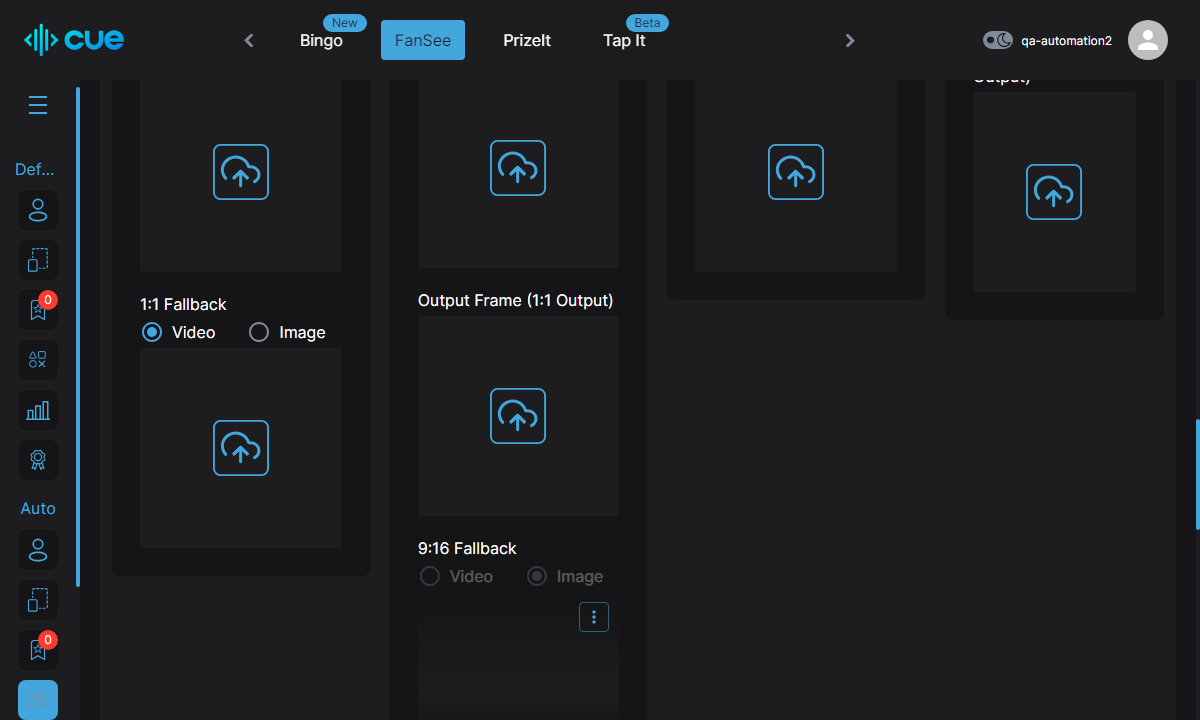 cue
Bingo
New
FanSee
PrizeIt
Tap It
Beta
qa-automation2
Output)
Def...
0
1:1 Fallback
Video
Image
Output Frame (1:1 Output)
Auto
9:16 Fallback
Video
Image
0